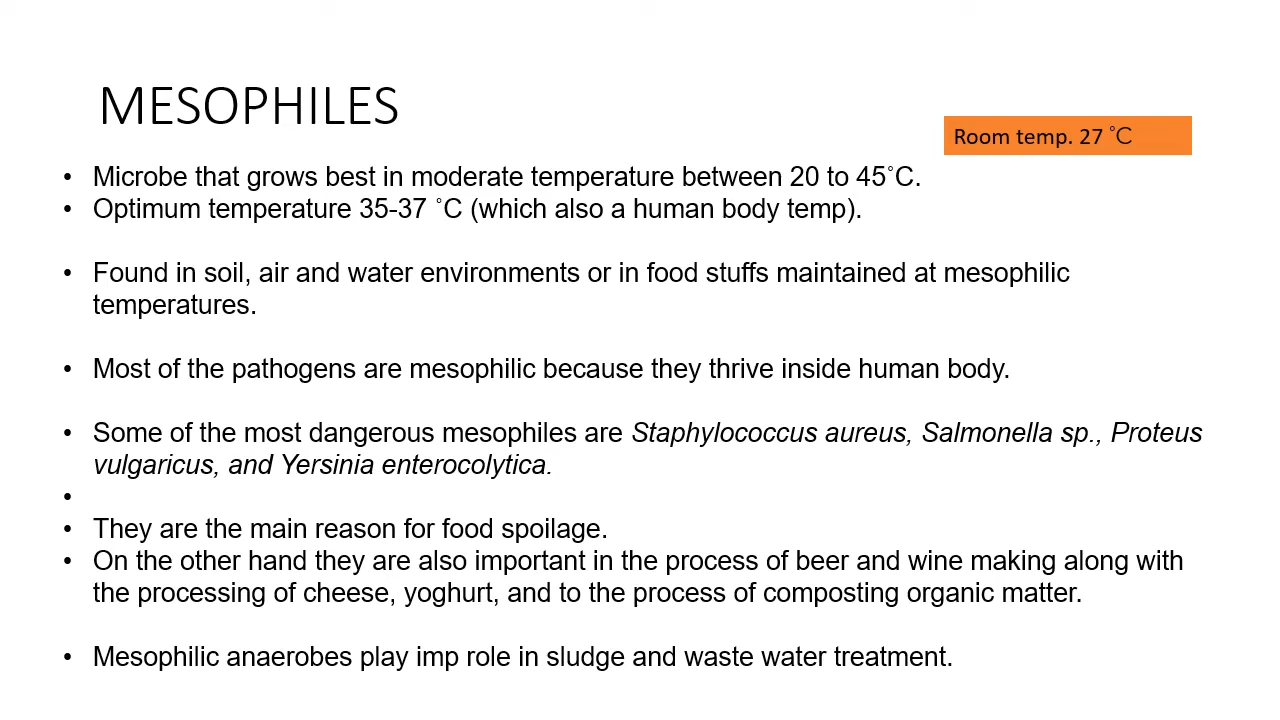 MESOPHILES
Room temp. 27 ˚C
• Microbe that grows best in moderate temperature between 20 to 45˚C.
• Optimum temperature 35-37 ˚C (which also a human body temp).
• Found in soil, air and water environments or in food stuffs maintained at mesophilic
temperatures.
• Most of the pathogens are mesophilic because they thrive inside human body.
• Some of the most dangerous mesophiles are Staphylococcus aureus, Salmonella sp., Proteus
vulgaricus, and Yersinia enterocolytica.
•
• They are the main reason for food spoilage.
• On the other hand they are also important in the process of beer and wine making along with
the processing of cheese, yoghurt, and to the process of composting organic matter.
• Mesophilic anaerobes play imp role in sludge and waste water treatment.